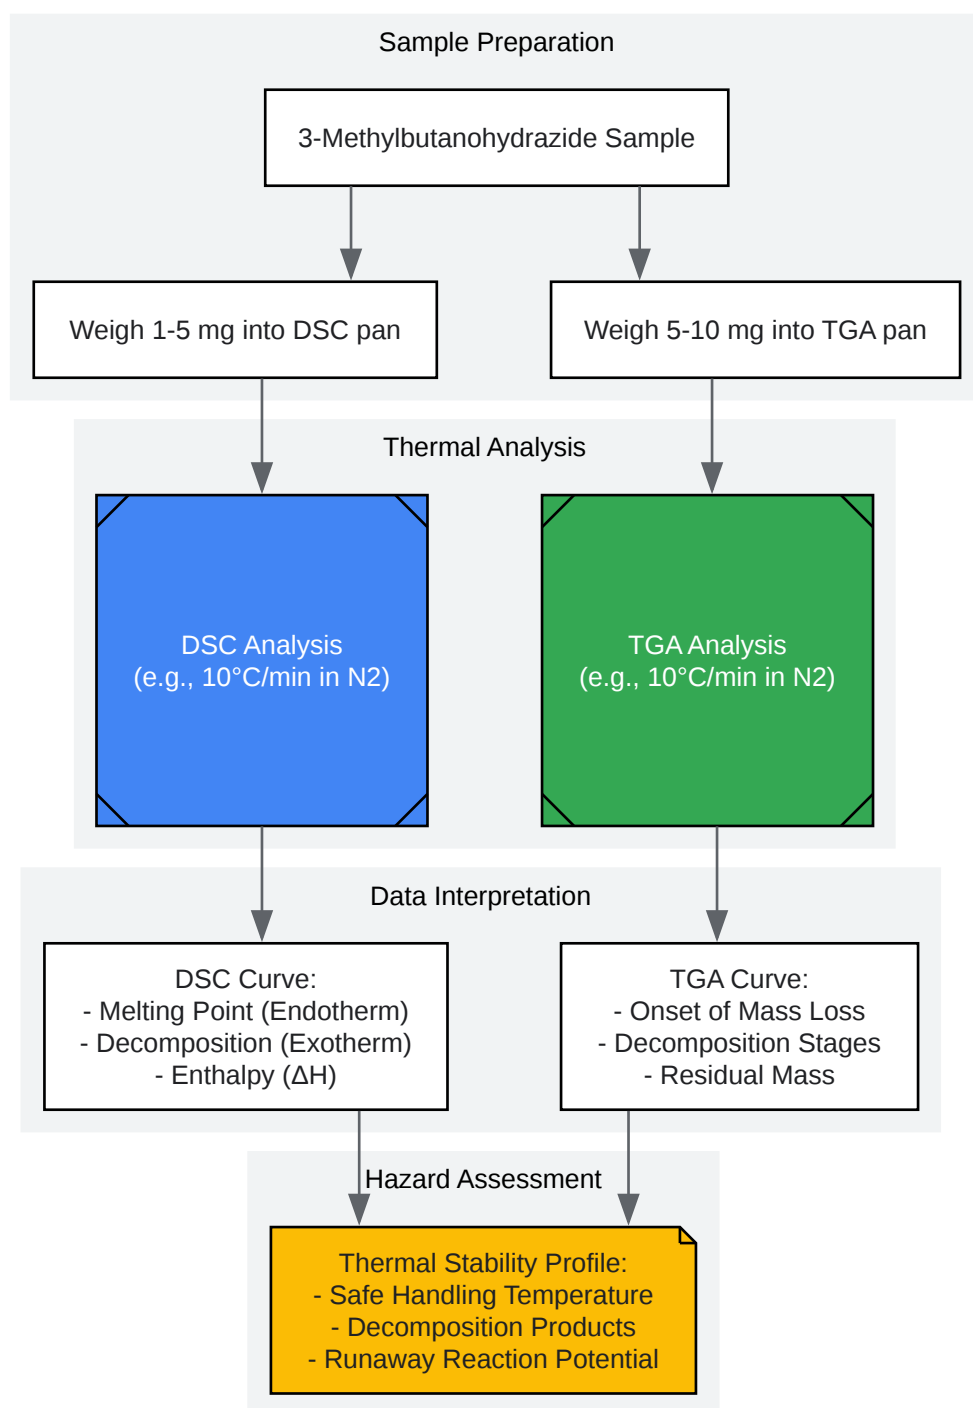 Sample Preparation
3-Methylbutanohydrazide Sample
Weigh 1-5 mg into DSC pan
Weigh 5-10 mg into TGA pan
Thermal Analysis
DSC Analysis
(e.g., 10°C/min in N2)
TGA Analysis
(e.g., 10°C/min in N2)
Data Interpretation
DSC Curve:
- Melting Point (Endotherm)
- Decomposition (Exotherm)
- Enthalpy (ΔH)
TGA Curve:
- Onset of Mass Loss
- Decomposition Stages
- Residual Mass
Hazard Assessment
Thermal Stability Profile:
- Safe Handling Temperature
- Decomposition Products
- Runaway Reaction Potential